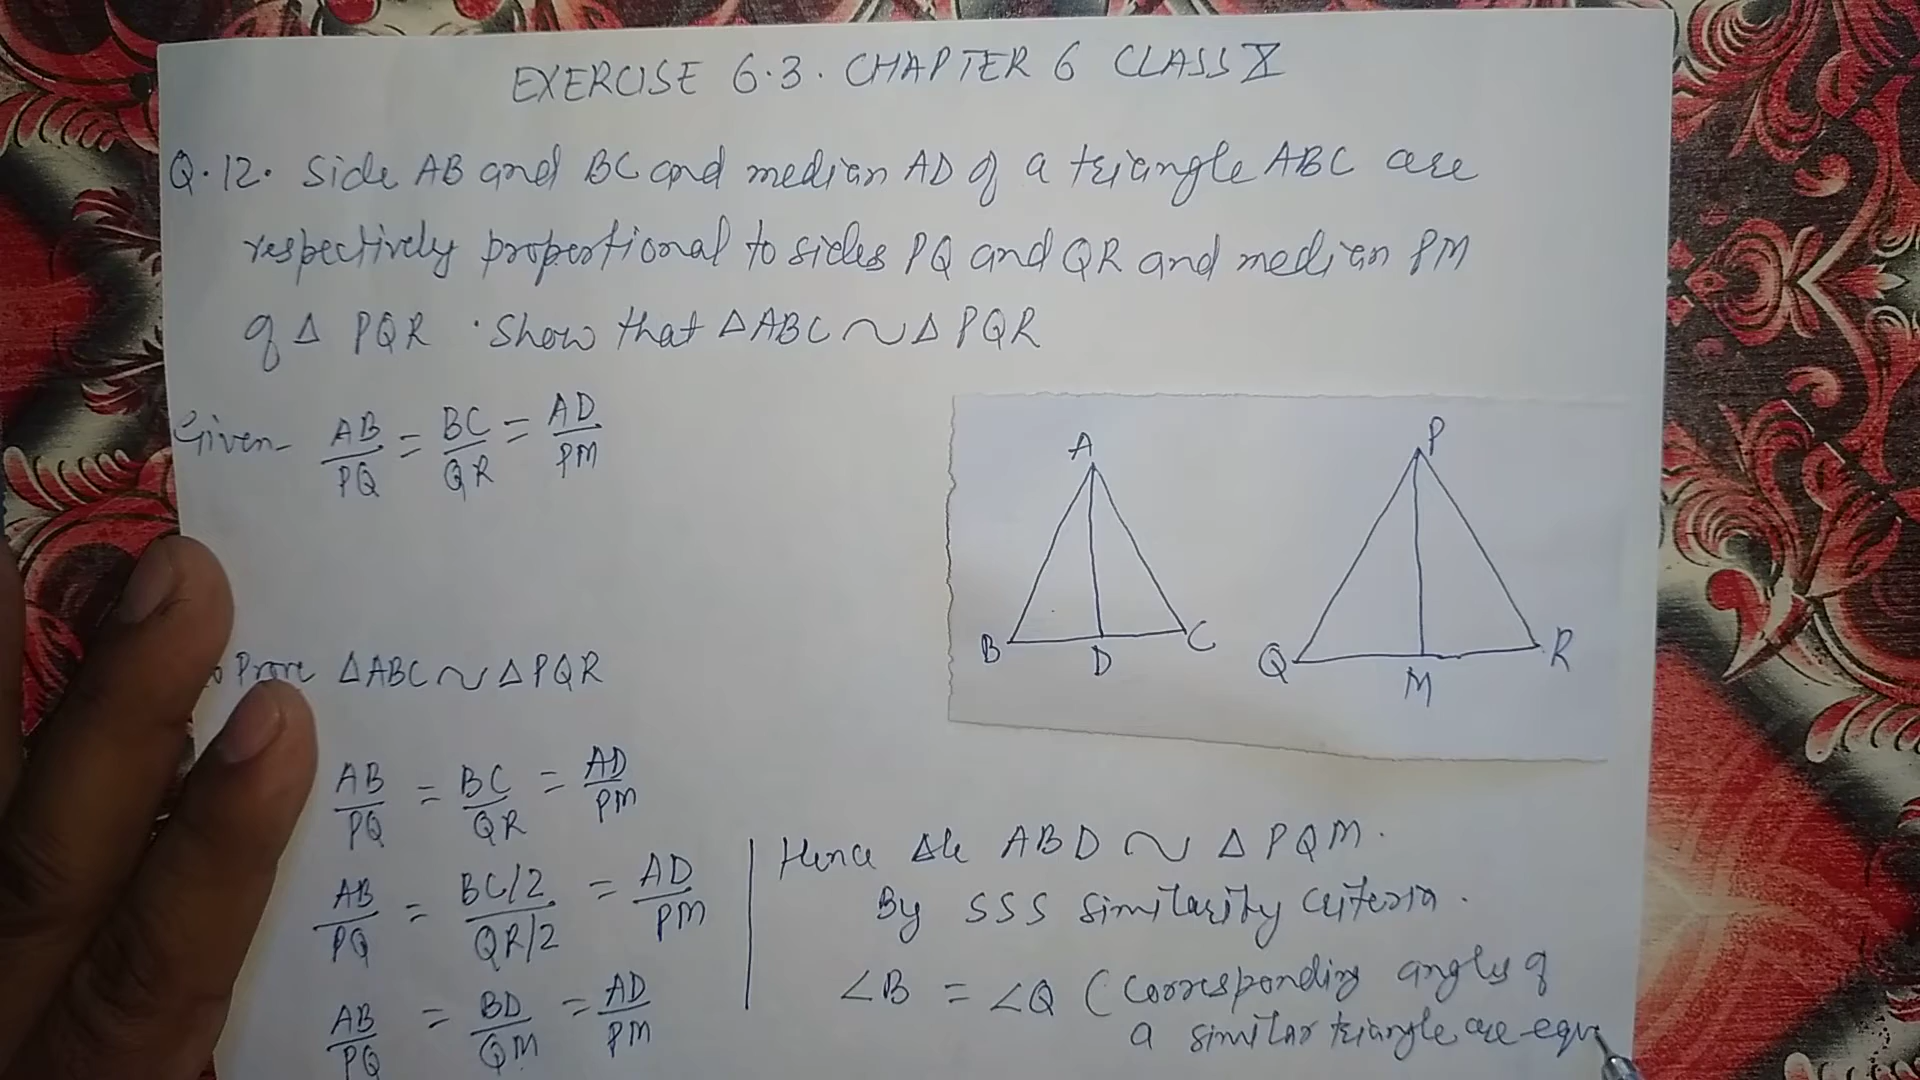 EXERCISE 6.3. CHAPTER 6 CLASS X
Q.12. Side AB and BC and median AD of a triangle ABC are
respectively proportional to sides PQ and QR and median PM
of Δ PQR. Show that ΔABC ~ Δ PQR
Given- AB/PQ = BC/QR = AD/PM
A
B
D
C
P
Q
M
R
o Prove ΔABC ~ ΔPQR
AB/PQ = BC/QR = AD/PM
AB/PQ = BC/2 / QR/2 = AD/PM
AB/PQ = BD/QM = AD/PM
Hence Δle ABD ~ Δ PQM.
By SSS similarity criteria.
∠B = ∠Q (corresponding angles of
a similar triangle are equ